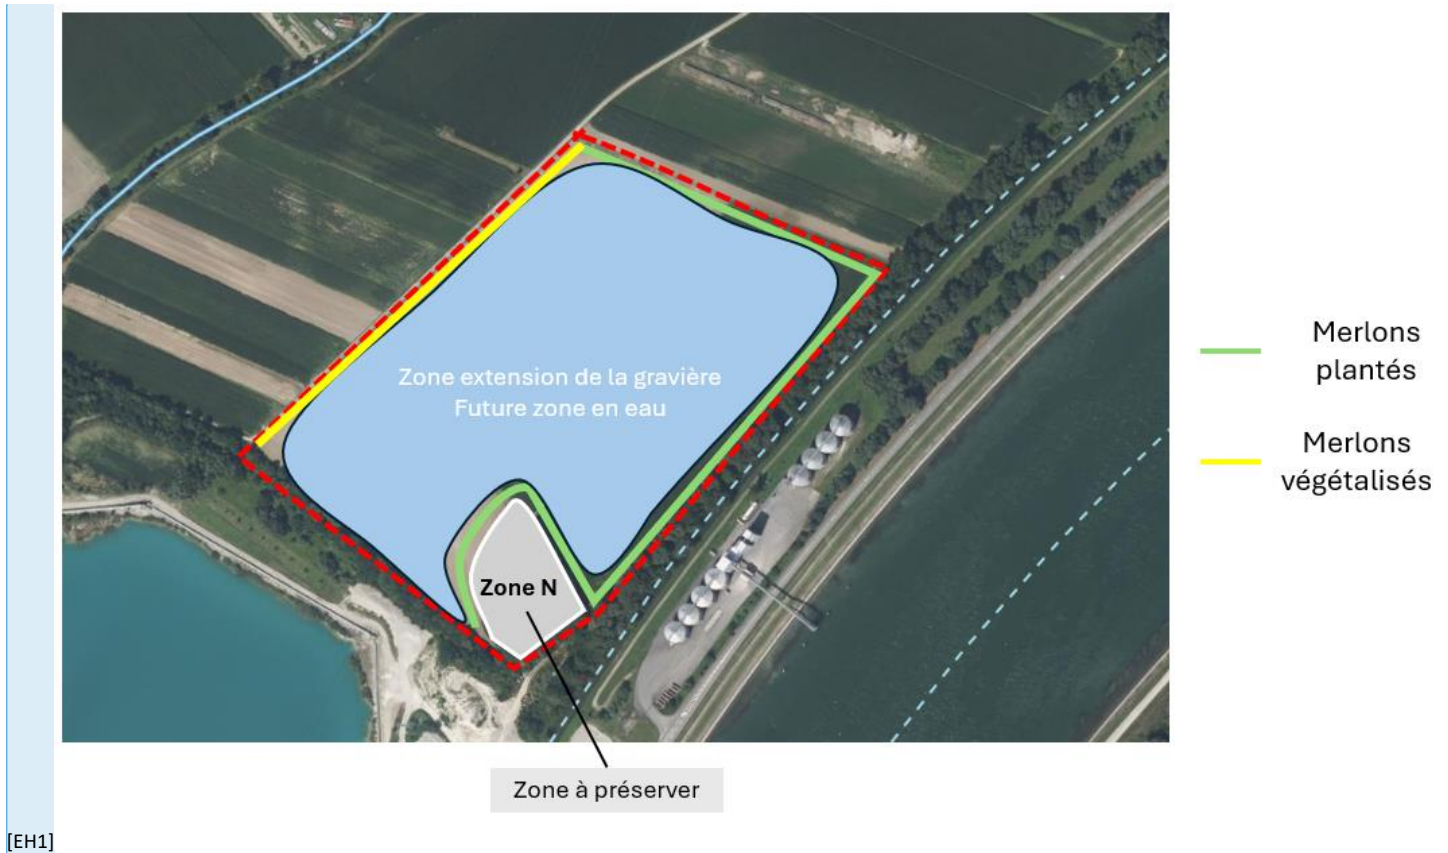 Zone extension de la gravière
Future zone en eau
Zone N
Zone à préserver
Merlons
plantés
Merlons
végétalisés
[EH1]